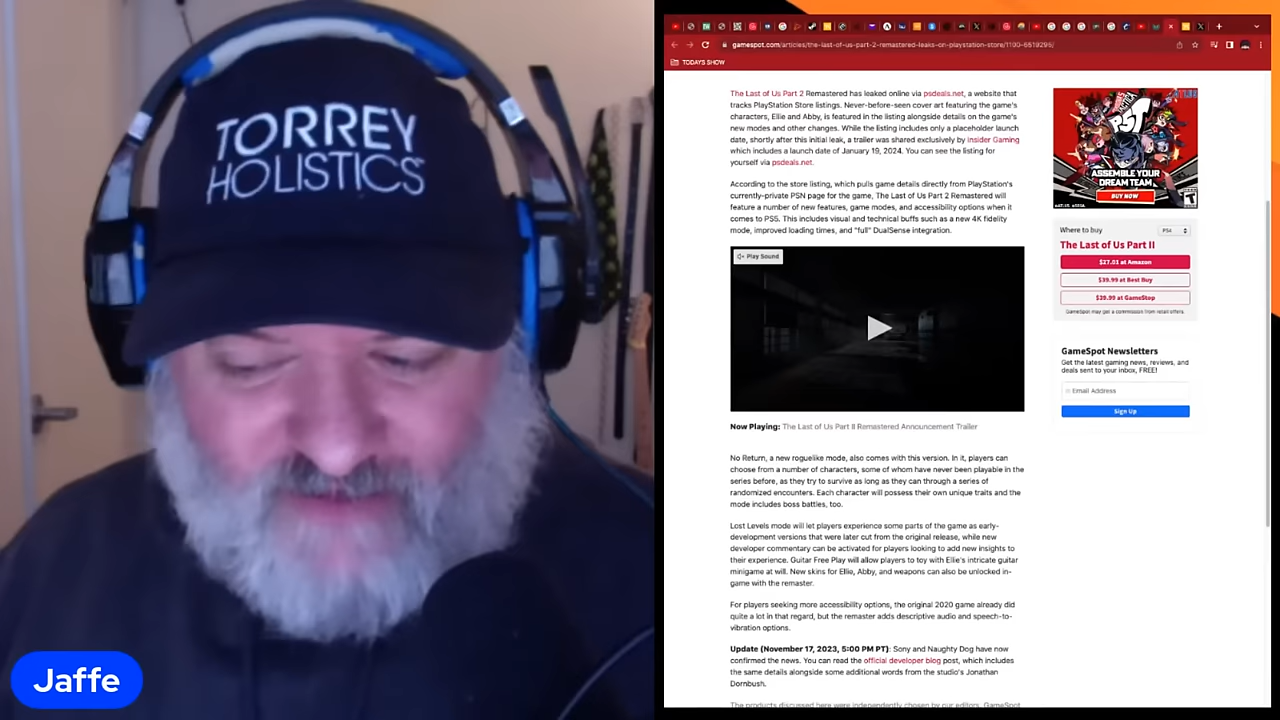 TORREY
HOLISTICS
Jaffe
gamespot.com/articles/the-last-of-us-part-2-remastered-leaks-on-playstation-store/1100-6519295/
TODAYS SHOW
The Last of Us Part 2 Remastered has leaked online via psdeals.net, a website that
tracks PlayStation Store listings. Never-before-seen cover art featuring the game's
characters, Ellie and Abby, is featured in the listing alongside details on the game's
new modes and other changes. While the listing includes only a placeholder launch
date, shortly after this initial leak, a trailer was shared exclusively by Insider Gaming
which includes a launch date of January 19, 2024. You can see the listing for
yourself via psdeals.net.
According to the store listing, which pulls game details directly from PlayStation's
currently-private PSN page for the game, The Last of Us Part 2 Remastered will
feature a number of new features, game modes, and accessibility options when it
comes to PS5. This includes visual and technical buffs such as a new 4K fidelity
mode, improved loading times, and "full" DualSense integration.
Play Sound
Now Playing: The Last of Us Part II Remastered Announcement Trailer
No Return, a new roguelike mode, also comes with this version. In it, players can
choose from a number of characters, some of whom have never been playable in the
series before, as they try to survive as long as they can through a series of
randomized encounters. Each character will possess their own unique traits and the
mode includes boss battles, too.
Lost Levels mode will let players experience some parts of the game as early-
development versions that were later cut from the original release, while new
developer commentary can be activated for players looking to add new insights to
their experience. Guitar Free Play will allow players to toy with Ellie's intricate guitar
minigame at will. New skins for Ellie, Abby, and weapons can also be unlocked in-
game with the remaster.
For players seeking more accessibility options, the original 2020 game already did
quite a lot in that regard, but the remaster adds descriptive audio and speech-to-
vibration options.
Update (November 17, 2023, 5:00 PM PT): Sony and Naughty Dog have now
confirmed the news. You can read the official developer blog post, which includes
the same details alongside some additional words from the studio's Jonathan
Dornbush.
The products discussed here were independently chosen by our editors. GameSpot
ASSEMBLE YOUR
DREAM TEAM
BUY NOW
Where to buy
PS4
The Last of Us Part II
$27.01 at Amazon
$39.99 at Best Buy
$39.99 at GameStop
GameSpot may get a commission from retail offers.
GameSpot Newsletters
Get the latest gaming news, reviews, and
deals sent to your inbox, FREE!
Email Address
Sign Up